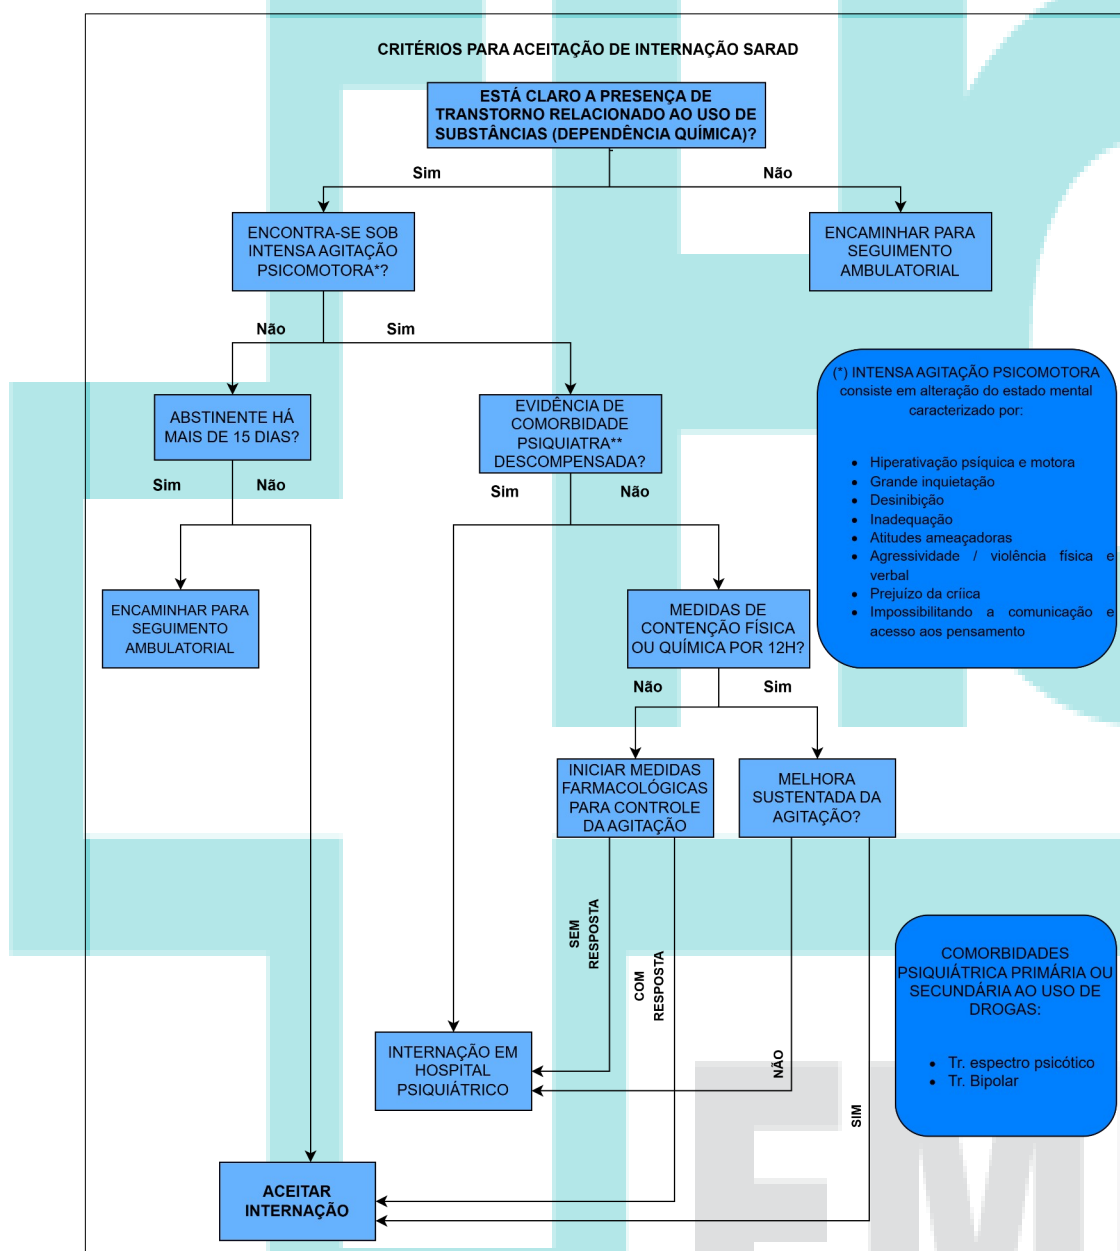 CRITÉRIOS PARA ACEITAÇÃO DE INTERNAÇÃO SARAD
ESTÁ CLARO A PRESENÇA DE
TRANSTORNO RELACIONADO AO USO DE
SUBSTÂNCIAS (DEPENDÊNCIA QUÍMICA)?
Sim
Não
ENCONTRA-SE SOB
INTENSA AGITAÇÃO
PSICOMOTORA*?
ENCAMINHAR PARA
SEGUIMENTO
AMBULATORIAL
Não
Sim
ABSTINENTE HÁ
MAIS DE 15 DIAS?
EVIDÊNCIA DE
COMORBIDADE
PSIQUIATRA**
DESCOMPENSADA?
(*) INTENSA AGITAÇÃO PSICOMOTORA
consiste em alteração do estado mental
caracterizado por:
• Hiperativação psíquica e motora
• Grande inquietação
• Desinibição
• Inadequação
• Atitudes ameaçadoras
• Agressividade / violência física e
verbal
• Prejuízo da críica
• Impossibilitando a comunicação e
acesso aos pensamento
Sim
Não
Sim
Não
ENCAMINHAR PARA
SEGUIMENTO
AMBULATORIAL
MEDIDAS DE
CONTENÇÃO FÍSICA
OU QUÍMICA POR 12H?
Não
Sim
INICIAR MEDIDAS
FARMACOLÓGICAS
PARA CONTROLE
DA AGITAÇÃO
MELHORA
SUSTENTADA DA
AGITAÇÃO?
SEM
RESPOSTA
COM
RESPOSTA
NÃO
SIM
COMORBIDADES
PSIQUIÁTRICA PRIMÁRIA OU
SECUNDÁRIA AO USO DE
DROGAS:
• Tr. espectro psicótico
• Tr. Bipolar
INTERNAÇÃO EM
HOSPITAL
PSIQUIÁTRICO
ACEITAR
INTERNAÇÃO